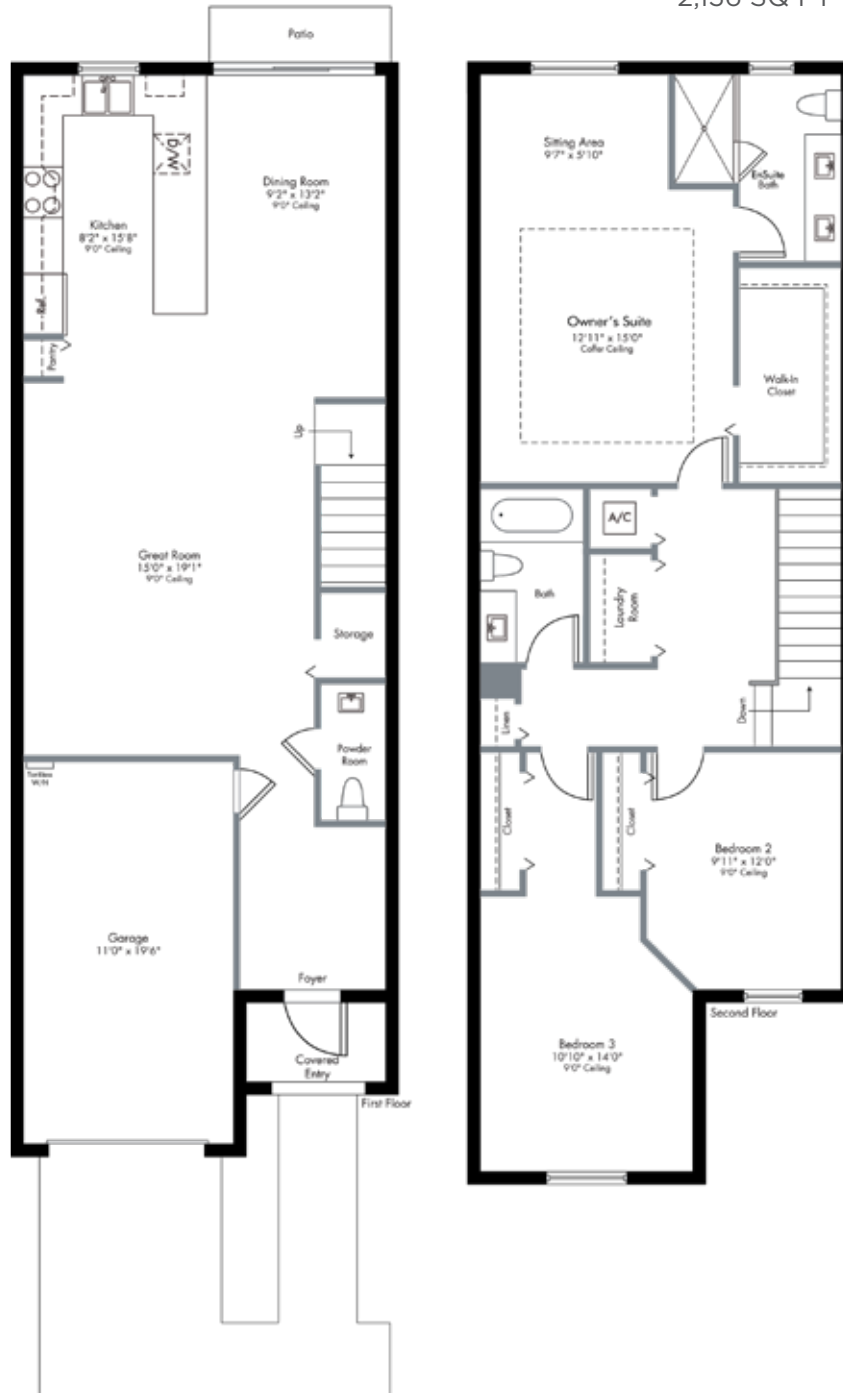 Patio
Dining Room
9'2" x 13'2"
9'0" Ceiling
D/W
Kitchen
8'2" x 15'8"
9'0" Ceiling
Ref.
Pantry
Up
Great Room
15'0" x 19'1"
9'0" Ceiling
Storage
Powder
Room
Tankless
W/H
Garage
11'0" x 19'6"
Foyer
Covered
Entry
First Floor
Sitting Area
9'7" x 5'10"
EnSuite
Bath
Owner's Suite
12'11" x 15'0"
Coffer Ceiling
Walk-In
Closet
A/C
Bath
Laundry
Room
Linen
Down
Closet
Closet
Bedroom 2
9'11" x 12'0"
9'0" Ceiling
Second Floor
Bedroom 3
10'10" x 14'0"
9'0" Ceiling